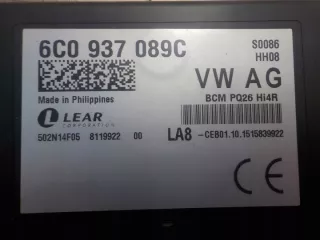 6C0 937 089C
S0086
HH08
VW AG
Made in Philippines
BCM PQ26 Hi4R
LEAR
CORPORATION
502N14F05 8119922 00
LA8 -CEB01.10.1515839922
CE